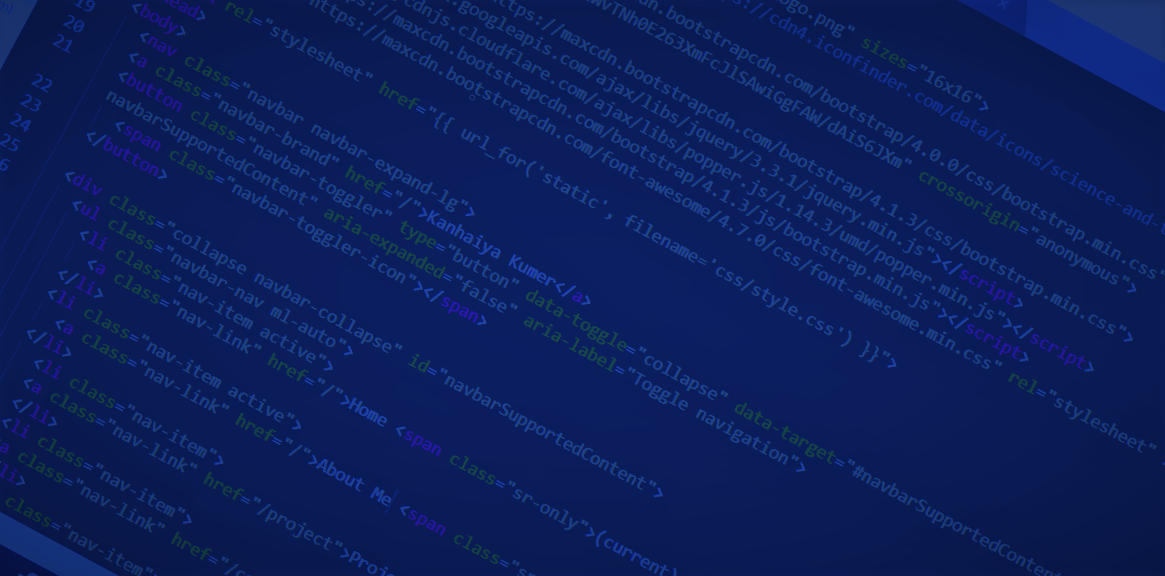 19
20
21
22
23
24
25
ogo.png" sizes="16x16">
https://cdn4.iconfinder.com/data/icons/science-and-
https://maxcdn.bootstrapcdn.com/bootstrap/4.0.0/css/bootstrap.min.css"
crossorigin="anonymous">
https://maxcdn.bootstrapcdn.com/bootstrap/4.1.3/css/bootstrap.min.css">
.googleapis.com/ajax/libs/jquery/3.3.1/jquery.min.js"></script>
cdnjs.cloudflare.com/ajax/libs/popper.js/1.14.3/umd/popper.min.js"></script>
https://maxcdn.bootstrapcdn.com/bootstrap/4.1.3/js/bootstrap.min.js"></script>
https://maxcdn.bootstrapcdn.com/font-awesome/4.7.0/css/font-awesome.min.css" rel="stylesheet"
rel="stylesheet" href="{{ url_for('static', filename='css/style.css') }}">
head>
<body>
<nav class="navbar navbar-expand-lg">
<a class="navbar-brand" href="/">Kanhaiya Kumer</a>
<button class="navbar-toggler" type="button" data-toggle="collapse" data-target="#navbarSupportedConten
navbarSupportedContent" aria-expanded="false" aria-label="Toggle navigation">
<span class="navbar-toggler-icon"></span>
</button>
<div class="collapse navbar-collapse" id="navbarSupportedContent">
<ul class="navbar-nav ml-auto">
<li class="nav-item active">
<a class="nav-link" href="/">Home <span class="sr-only">(current)
</li>
<li class="nav-item active">
<a class="nav-link" href="/">About Me <span class="
</li>
<li class="nav-item">
<a class="nav-link" href="/project">Proj
</li>
<li class="nav-item">
class="nav-link" href="/
li>
class="nav-item"